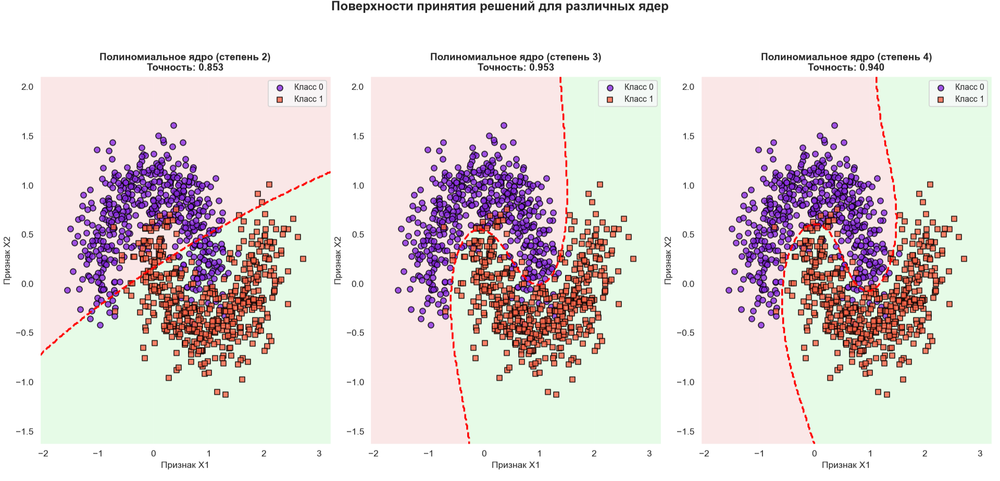 Поверхности принятия решений для различных ядер
Полиномиальное ядро (степень 2)
Точность: 0.853
Класс 0
Класс 1
2.0
1.5
1.0
0.5
0.0
−0.5
−1.0
−1.5
Признак X2
−2
−1
0
1
2
3
Признак X1
Полиномиальное ядро (степень 3)
Точность: 0.953
Класс 0
Класс 1
2.0
1.5
1.0
0.5
0.0
−0.5
−1.0
−1.5
Признак X2
−2
−1
0
1
2
3
Признак X1
Полиномиальное ядро (степень 4)
Точность: 0.940
Класс 0
Класс 1
2.0
1.5
1.0
0.5
0.0
−0.5
−1.0
−1.5
Признак X2
−2
−1
0
1
2
3
Признак X1